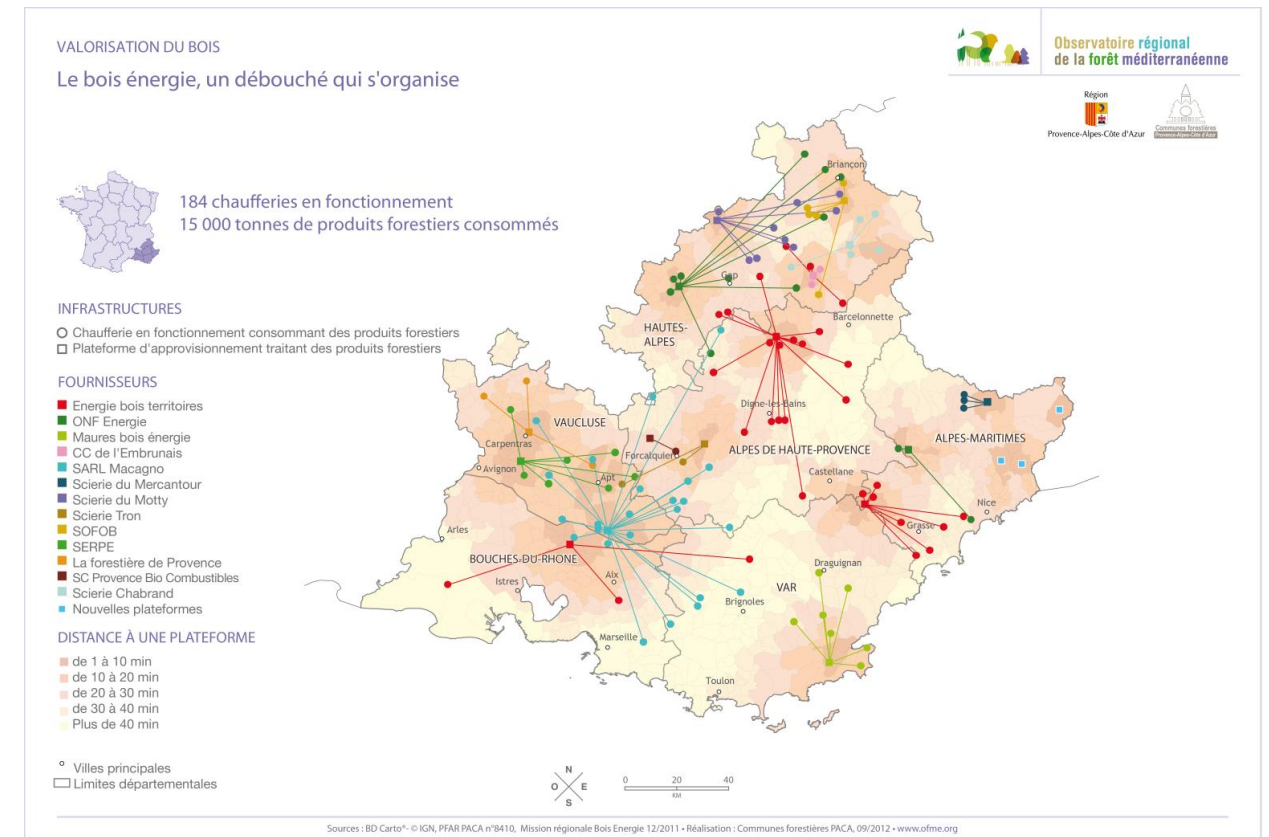 VALORISATION DU BOIS
Le bois énergie, un débouché qui s'organise
Observatoire régional
de la forêt méditerranéenne
Région
Provence-Alpes-Côte d'Azur
Communes forestières
Provence-Alpes-Côte d'Azur
184 chaufferies en fonctionnement
15 000 tonnes de produits forestiers consommés
INFRASTRUCTURES
Chaufferie en fonctionnement consommant des produits forestiers
Plateforme d'approvisionnement traitant des produits forestiers
FOURNISSEURS
Energie bois territoires
ONF Energie
Maures bois énergie
CC de l'Embrunais
SARL Macagno
Scierie du Mercantour
Scierie du Motty
Scierie Tron
SOFOB
SERPE
La forestière de Provence
SC Provence Bio Combustibles
Scierie Chabrand
Nouvelles plateformes
DISTANCE À UNE PLATEFORME
de 1 à 10 min
de 10 à 20 min
de 20 à 30 min
de 30 à 40 min
Plus de 40 min
Villes principales
Limites départementales
Briançon
Gap
Barcelonnette
HAUTES-
ALPES
Digne-les-Bains
VAUCLUSE
Carpentras
Avignon
Apt
Forcalquier
ALPES DE HAUTE-PROVENCE
ALPES-MARITIMES
Castellane
Nice
Grasse
Arles
BOUCHES-DU-RHONE
Istres
Aix
Draguignan
VAR
Brignoles
Marseille
Toulon
N
O E
S
0 20 40
KM
Sources : BD Carto®- © IGN, PFAR PACA n°8410, Mission régionale Bois Energie 12/2011 • Réalisation : Communes forestières PACA, 09/2012 • www.ofme.org